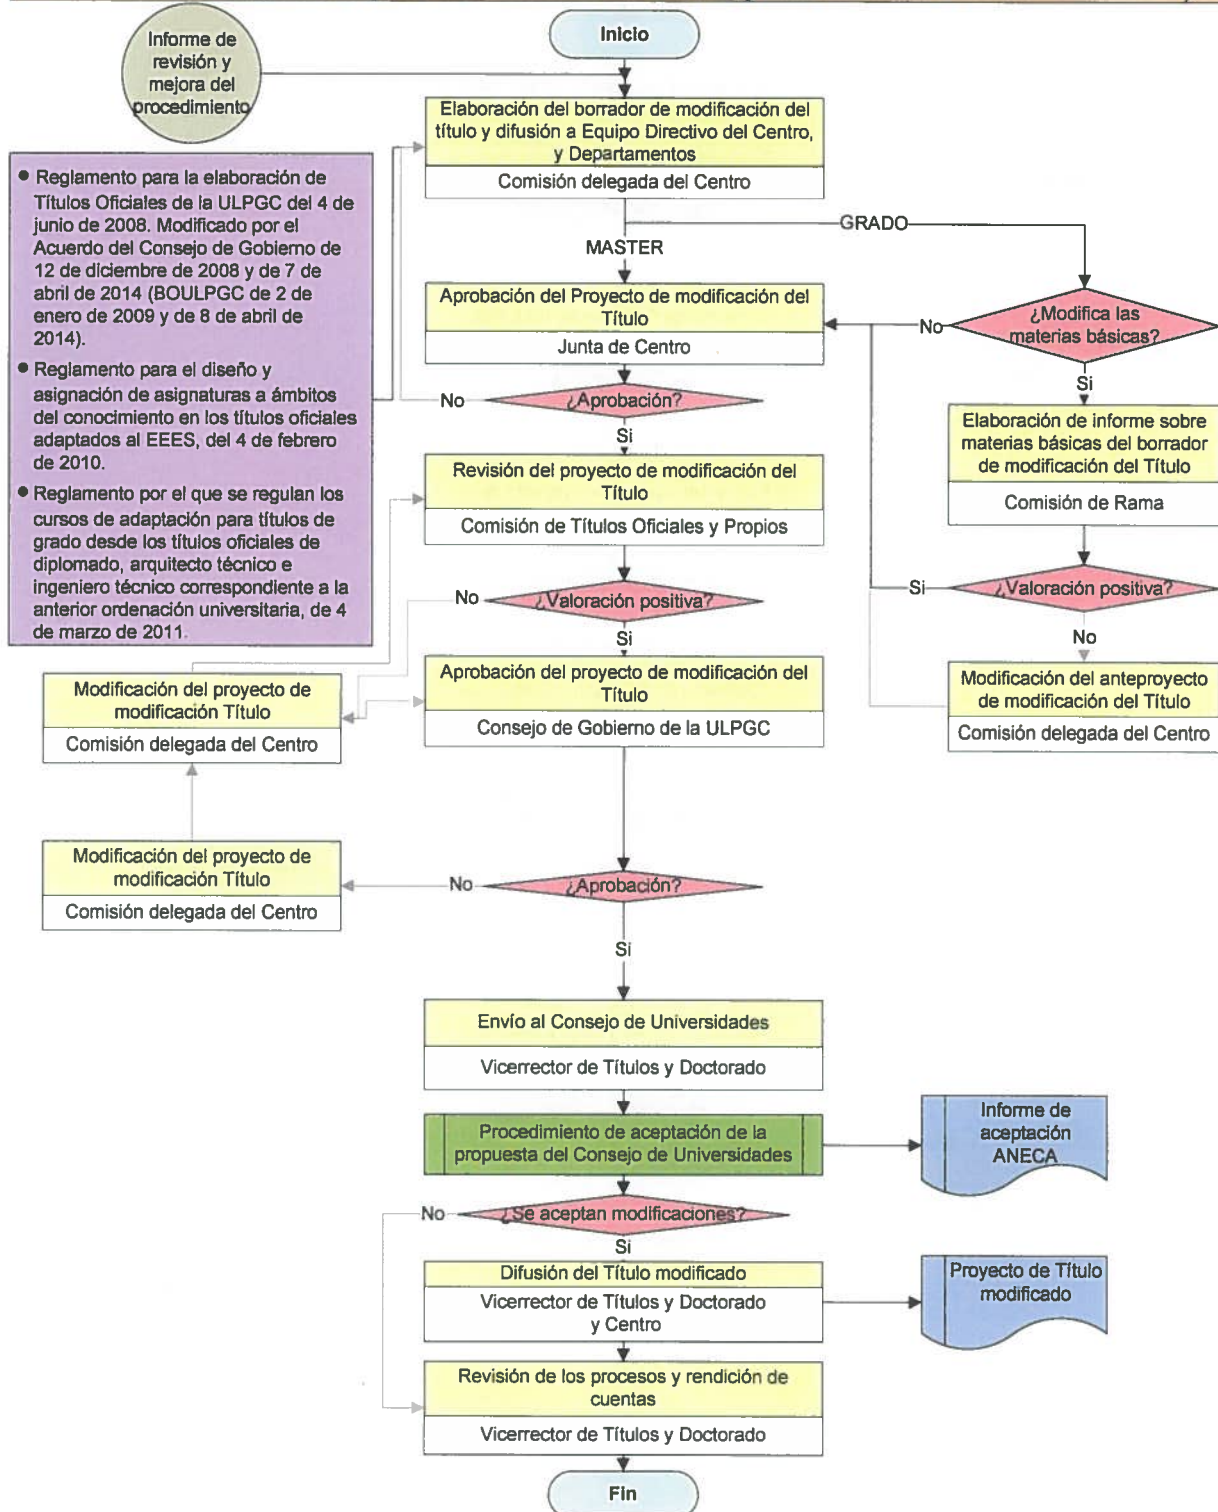 Informe de
revisión y
mejora del
procedimiento
Inicio
Elaboración del borrador de modificación del
título y difusión a Equipo Directivo del Centro,
y Departamentos
Comisión delegada del Centro
• Reglamento para la elaboración de
Títulos Oficiales de la ULPGC del 4 de
junio de 2008. Modificado por el
Acuerdo del Consejo de Gobierno de
12 de diciembre de 2008 y de 7 de
abril de 2014 (BOULPGC de 2 de
enero de 2009 y de 8 de abril de
2014).
• Reglamento para el diseño y
asignación de asignaturas a ámbitos
del conocimiento en los títulos oficiales
adaptados al EEES, del 4 de febrero
de 2010.
• Reglamento por el que se regulan los
cursos de adaptación para títulos de
grado desde los títulos oficiales de
diplomado, arquitecto técnico e
ingeniero técnico correspondiente a la
anterior ordenación universitaria, de 4
de marzo de 2011.
GRADO
MASTER
Aprobación del Proyecto de modificación del
Título
Junta de Centro
No
¿Modifica las
materias básicas?
Si
No
¿Aprobación?
Si
Elaboración de informe sobre
materias básicas del borrador
de modificación del Título
Comisión de Rama
Revisión del proyecto de modificación del
Título
Comisión de Títulos Oficiales y Propios
No
¿Valoración positiva?
Si
Si
¿Valoración positiva?
No
Aprobación del proyecto de modificación del
Título
Consejo de Gobierno de la ULPGC
Modificación del proyecto de
modificación Título
Comisión delegada del Centro
Modificación del anteproyecto
de modificación del Título
Comisión delegada del Centro
Modificación del proyecto de
modificación Título
Comisión delegada del Centro
No
¿Aprobación?
Si
Envío al Consejo de Universidades
Vicerrector de Títulos y Doctorado
Procedimiento de aceptación de la
propuesta del Consejo de Universidades
Informe de
aceptación
ANECA
No
¿Se aceptan modificaciones?
Si
Difusión del Título modificado
Vicerrector de Títulos y Doctorado
y Centro
Proyecto de Título
modificado
Revisión de los procesos y rendición de
cuentas
Vicerrector de Títulos y Doctorado
Fin